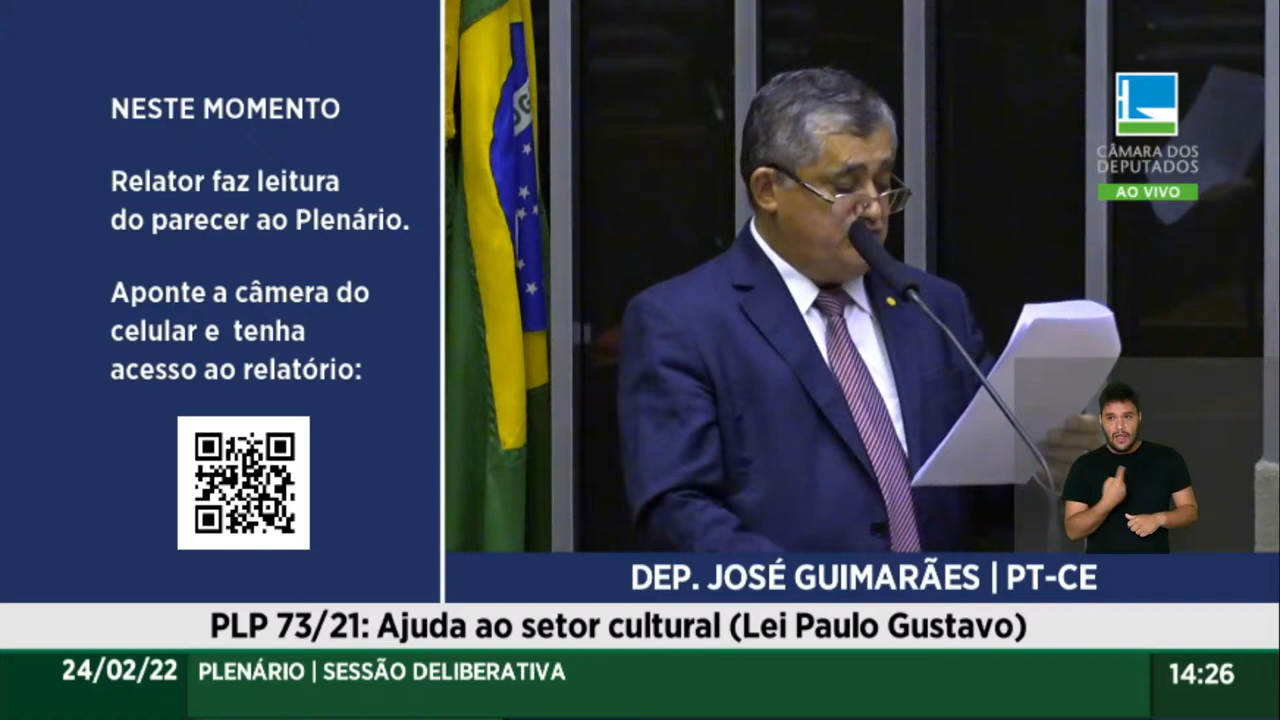 NESTE MOMENTO
Relator faz leitura
do parecer ao Plenário.
Aponte a câmera do
celular e tenha
acesso ao relatório:
CÂMARA DOS
DEPUTADOS
AO VIVO
DEP. JOSÉ GUIMARÃES | PT-CE
PLP 73/21: Ajuda ao setor cultural (Lei Paulo Gustavo)
24/02/22 PLENÁRIO | SESSÃO DELIBERATIVA 14:26